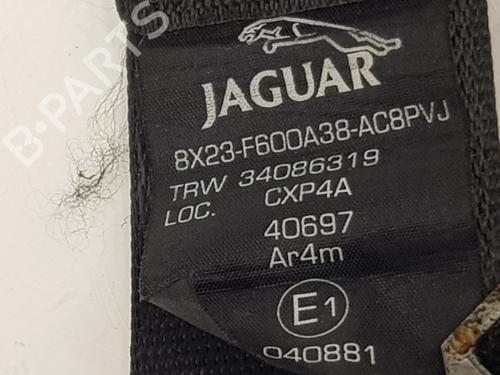 JAGUAR
8X23-F600A38-AC8PVJ
TRW 34086319
LOC. CXP4A
40697
Ar4m
E1
040881
B-PARTS